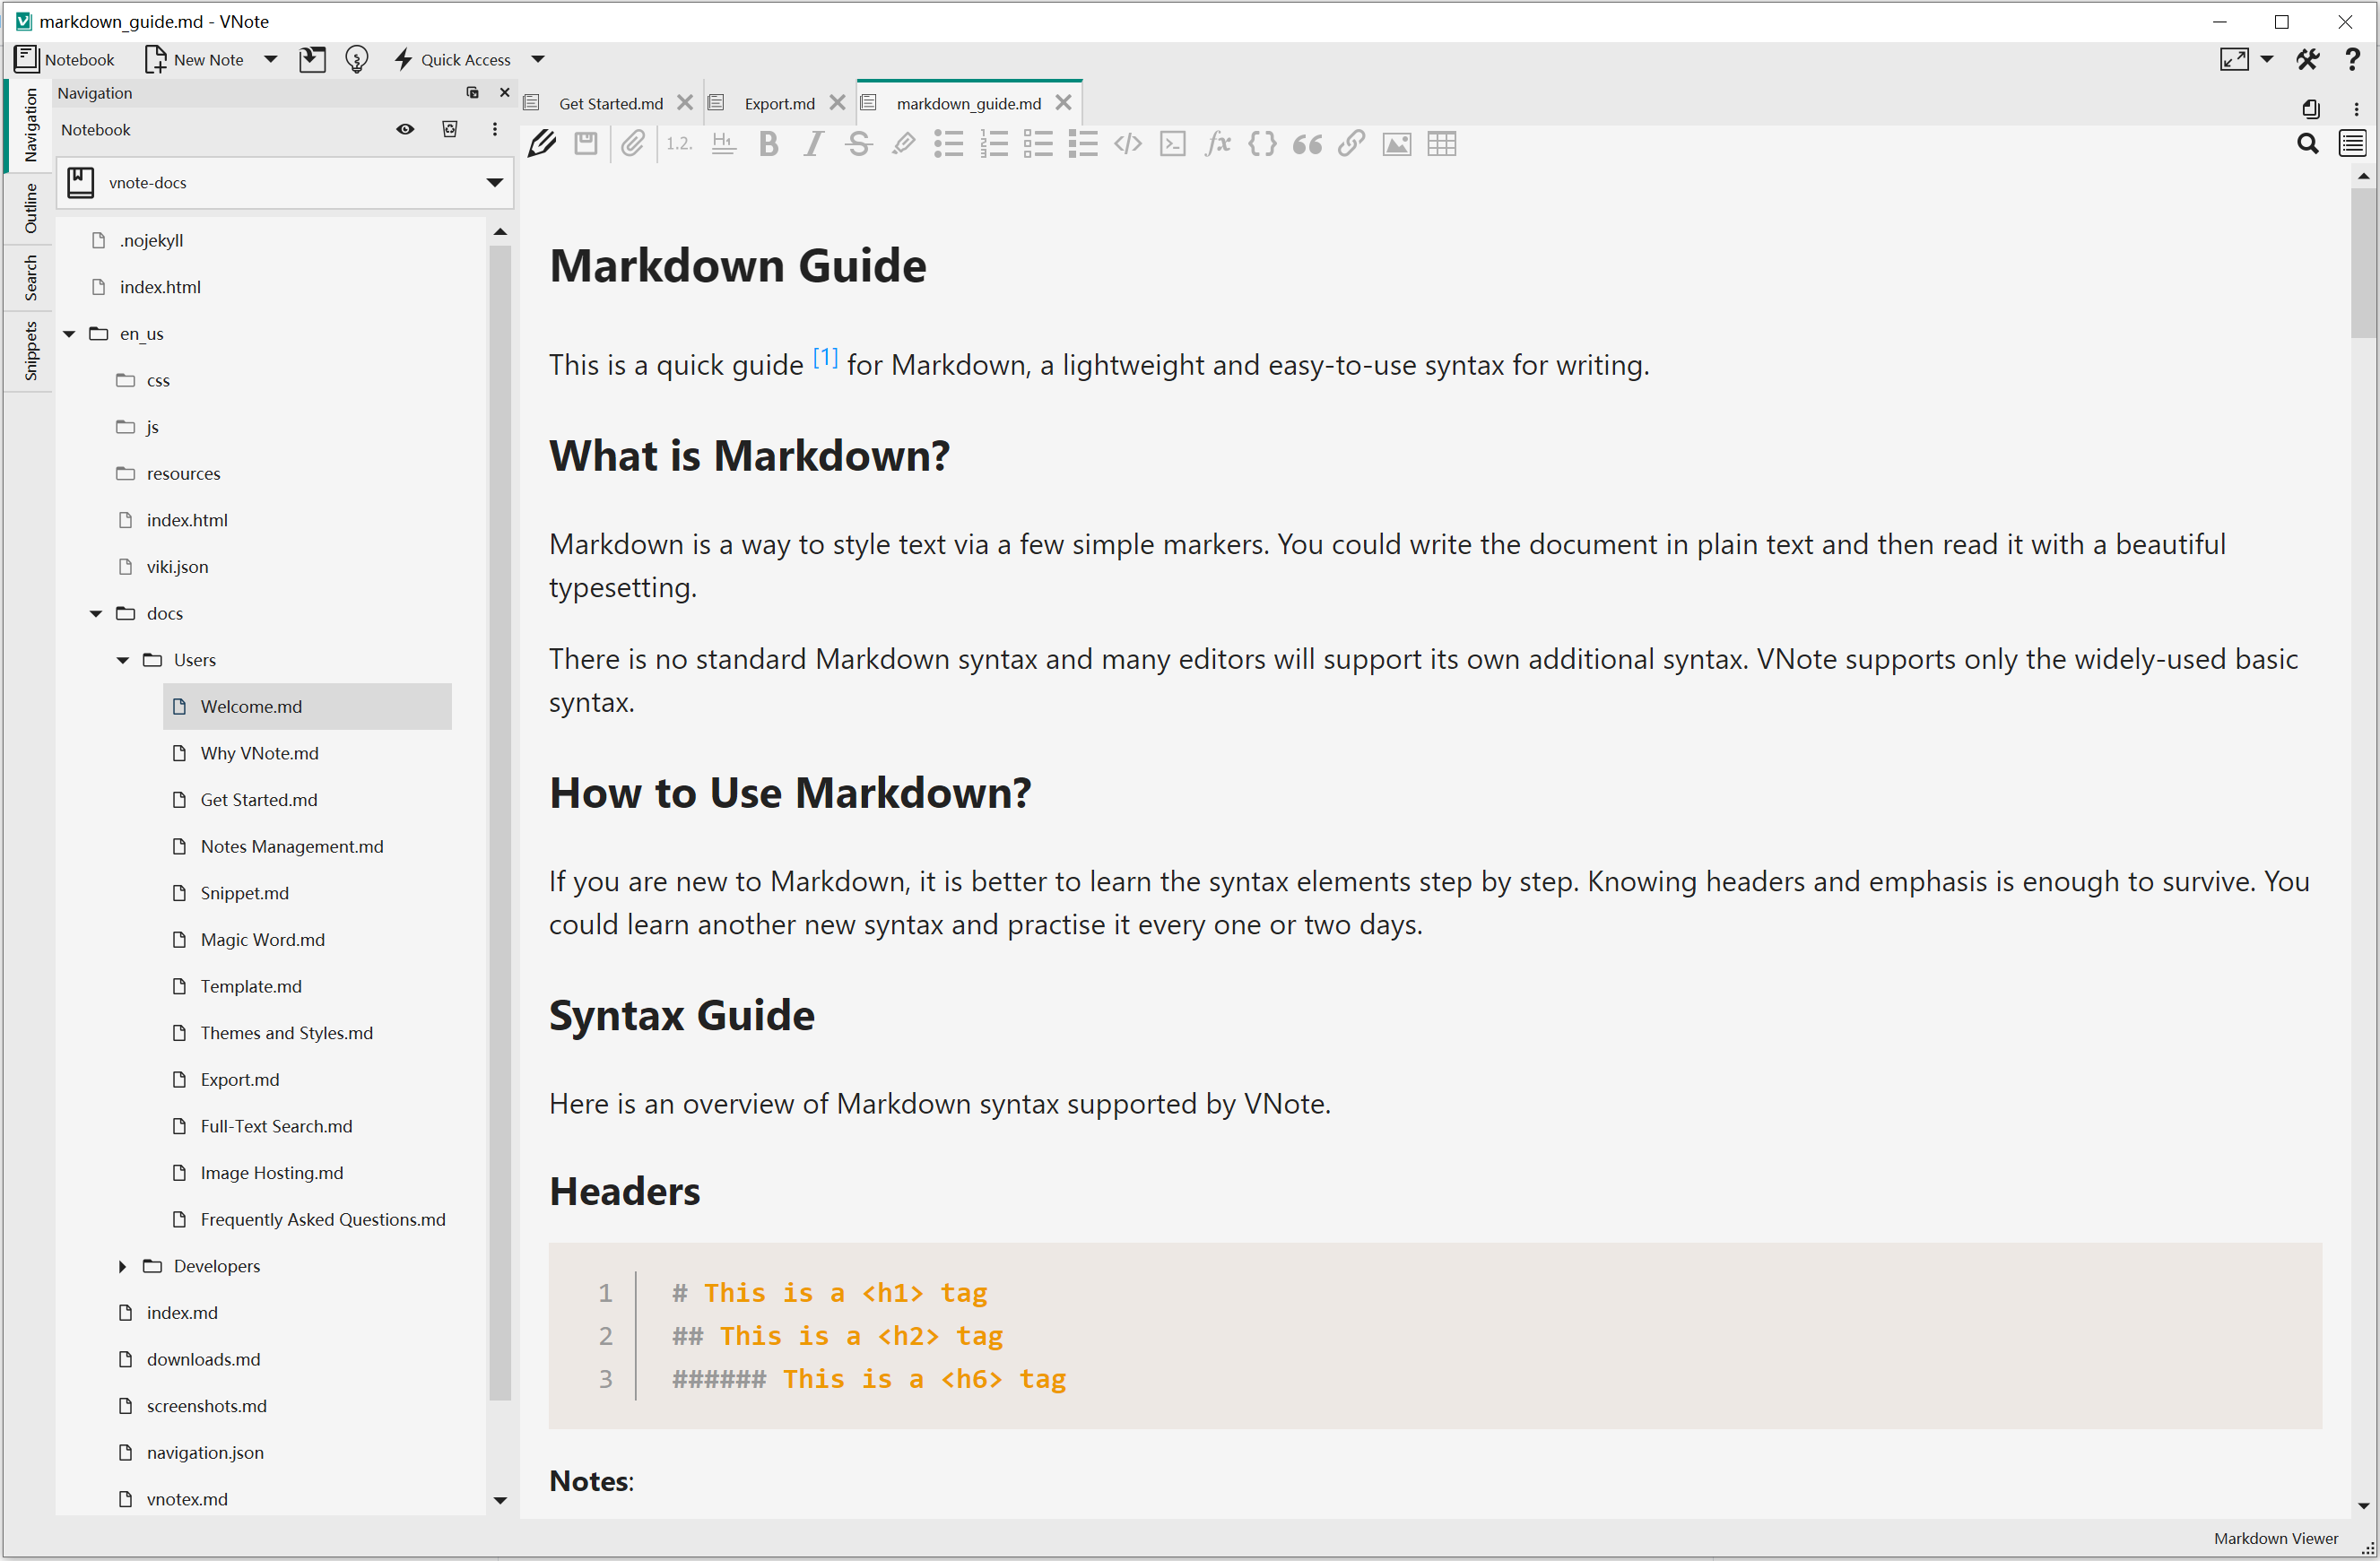 markdown_guide.md - VNote
Notebook
New Note
Quick Access
Navigation
Outline
Search
Snippets
Navigation
Notebook
vnote-docs
.nojekyll
index.html
en_us
css
js
resources
index.html
viki.json
docs
Users
Welcome.md
Why VNote.md
Get Started.md
Notes Management.md
Snippet.md
Magic Word.md
Template.md
Themes and Styles.md
Export.md
Full-Text Search.md
Image Hosting.md
Frequently Asked Questions.md
Developers
index.md
downloads.md
screenshots.md
navigation.json
vnotex.md
Get Started.md
Export.md
markdown_guide.md
1.2.
Markdown Guide
This is a quick guide [1] for Markdown, a lightweight and easy-to-use syntax for writing.
What is Markdown?
Markdown is a way to style text via a few simple markers. You could write the document in plain text and then read it with a beautiful
typesetting.
There is no standard Markdown syntax and many editors will support its own additional syntax. VNote supports only the widely-used basic
syntax.
How to Use Markdown?
If you are new to Markdown, it is better to learn the syntax elements step by step. Knowing headers and emphasis is enough to survive. You
could learn another new syntax and practise it every one or two days.
Syntax Guide
Here is an overview of Markdown syntax supported by VNote.
Headers
1 # This is a <h1> tag
2 ## This is a <h2> tag
3 ###### This is a <h6> tag
Notes:
Markdown Viewer